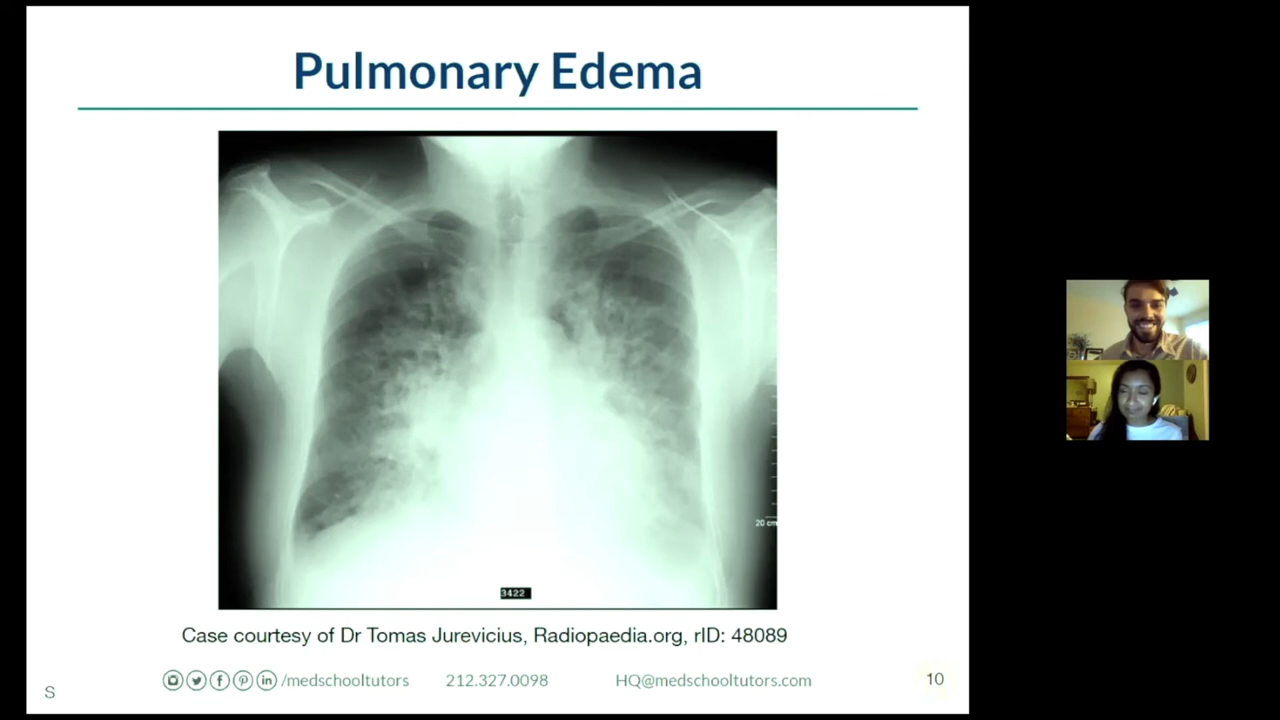 Pulmonary Edema
20 cm
3422
Case courtesy of Dr Tomas Jurevicius, Radiopaedia.org, rID: 48089
/medschooltutors 212.327.0098 HQ@medschooltutors.com 10
S